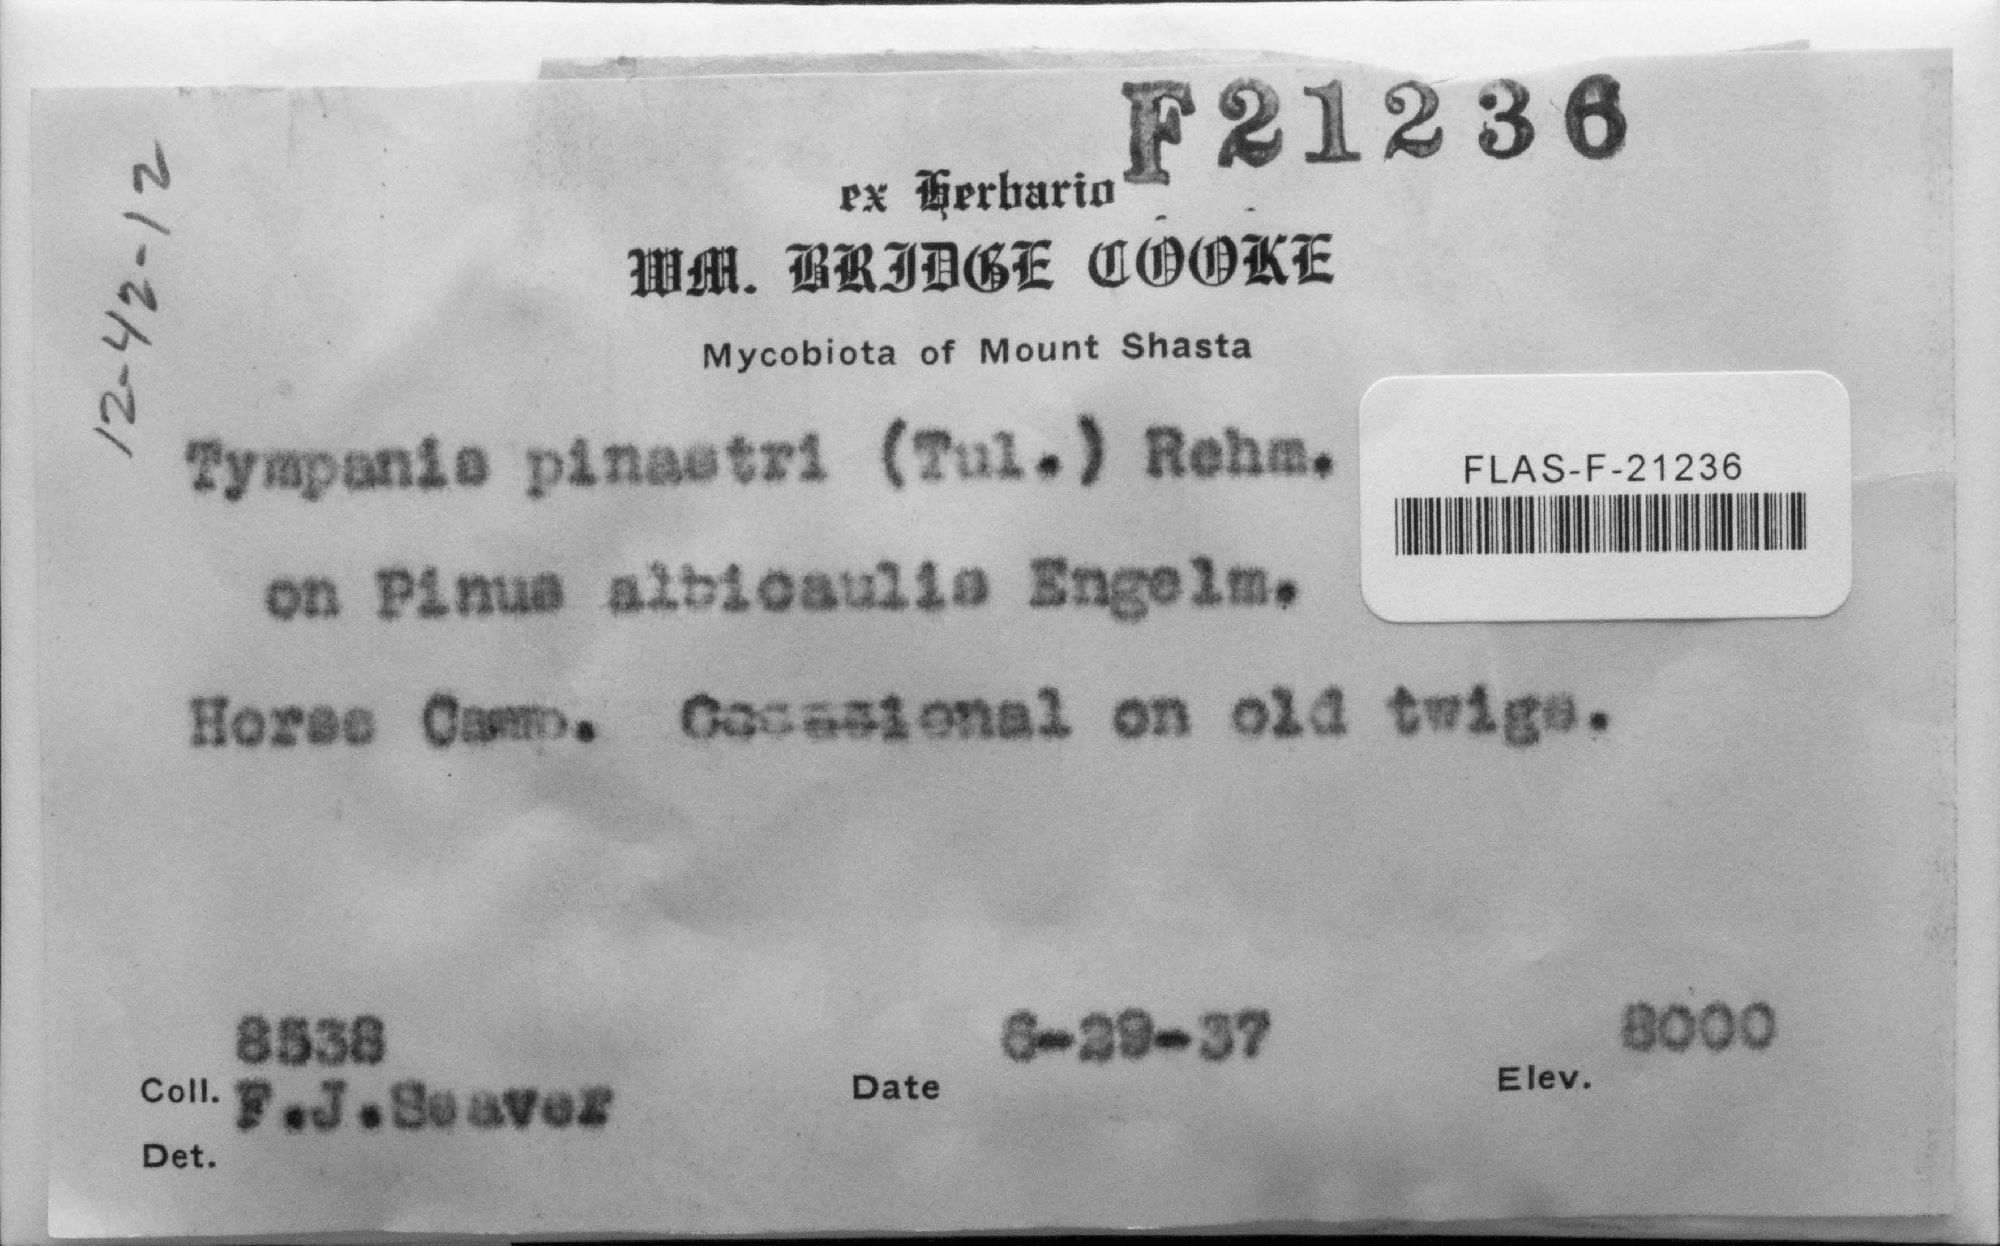 F21236
ex Herbario
WM. BRIDGE COOKE
Mycobiota of Mount Shasta
12-42-12
Tympanis pinastri (Tul.) Rehm.
FLAS-F-21236
on Pinus albicaulis Engelm.
Horse Camp. Occasional on old twigs.
8538
6-29-37
8000
Coll. F.J.Seaver
Date
Elev.
Det.